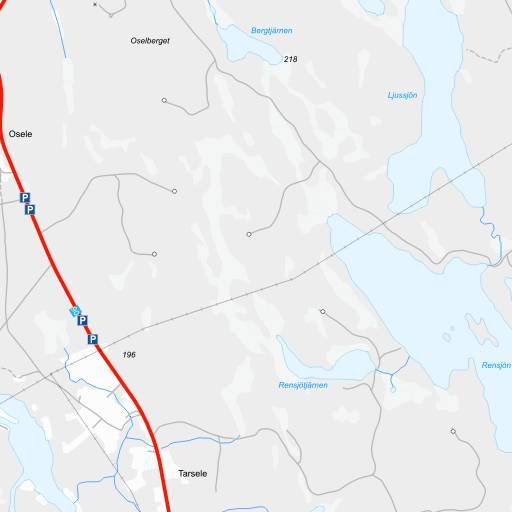 Bergtjärnen
Oselberget
218
Ljussjön
Osele
P
P
P
P
196
Rensjön
Rensjötjärnen
Tarsele